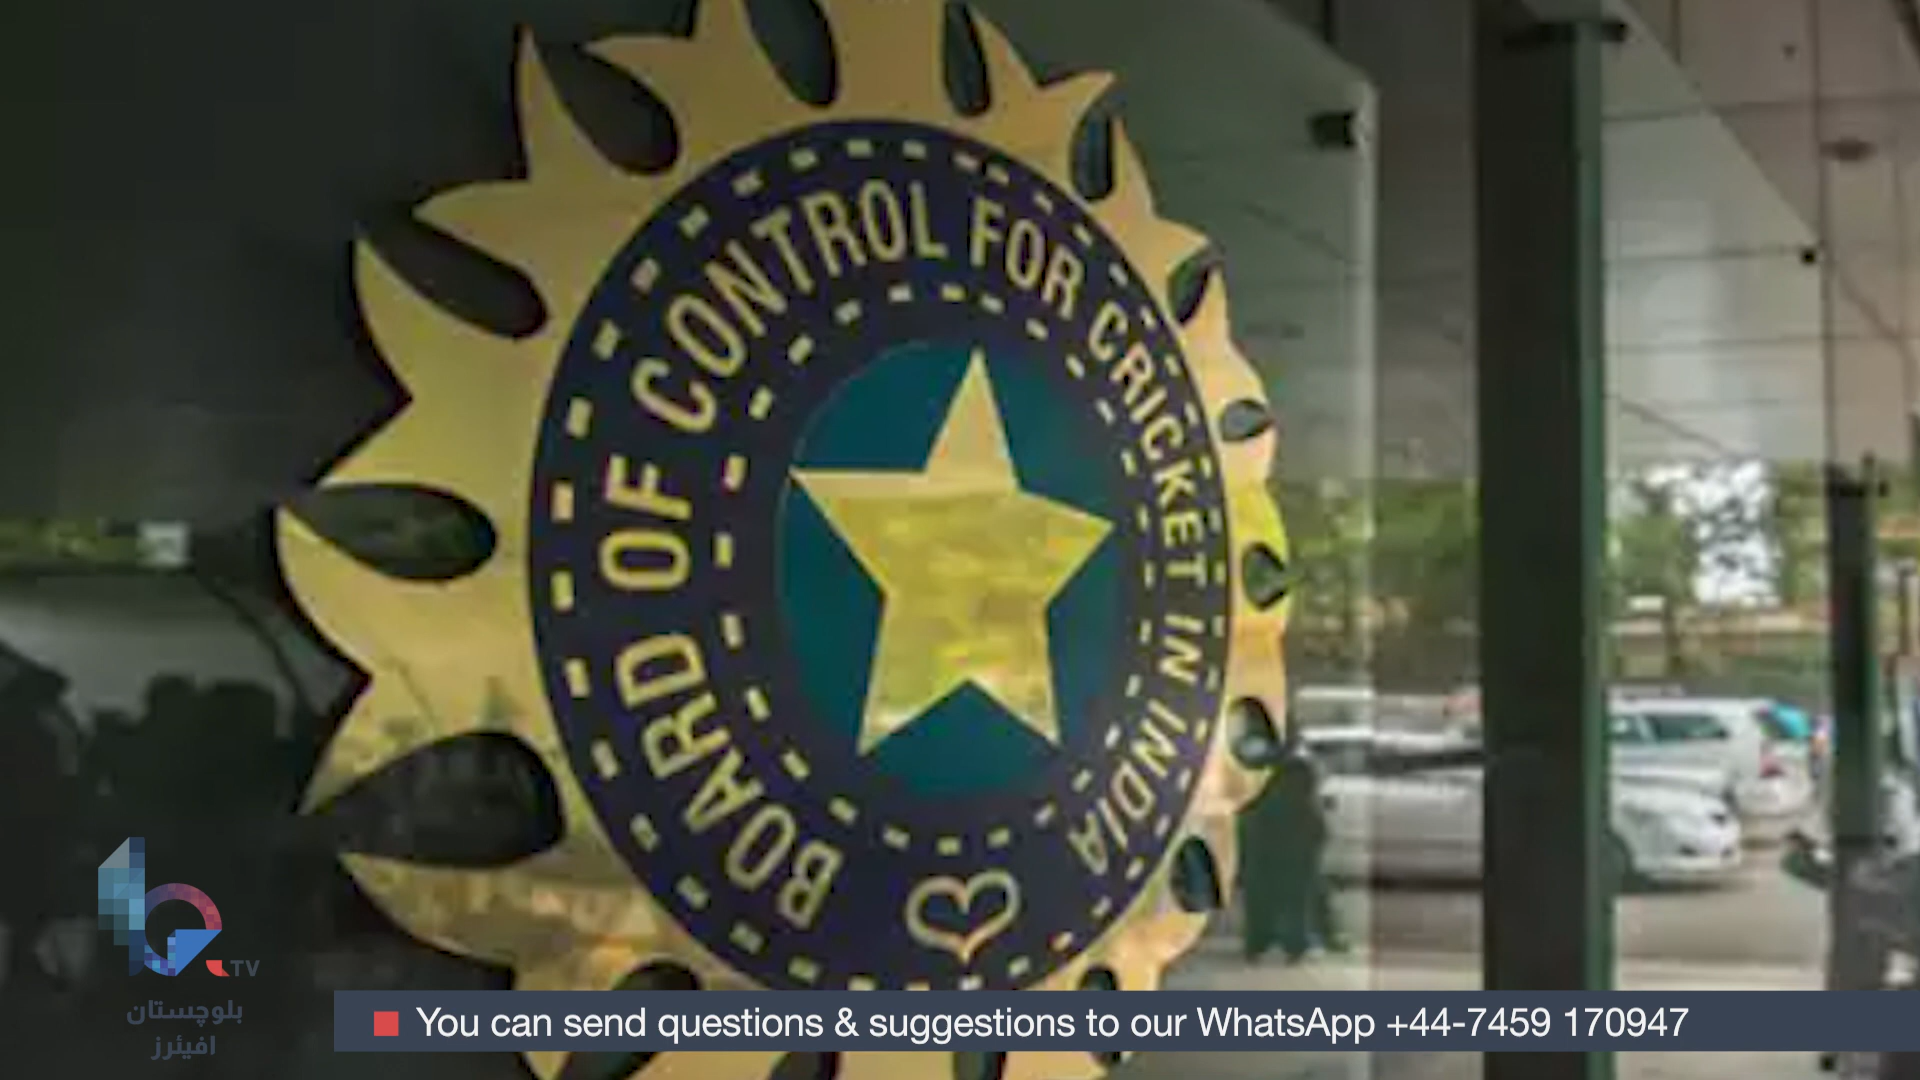 BOARD OF CONTROL FOR CRICKET IN INDIA
TV
بلوچستان
افیئرز
You can send questions & suggestions to our WhatsApp +44-7459 170947